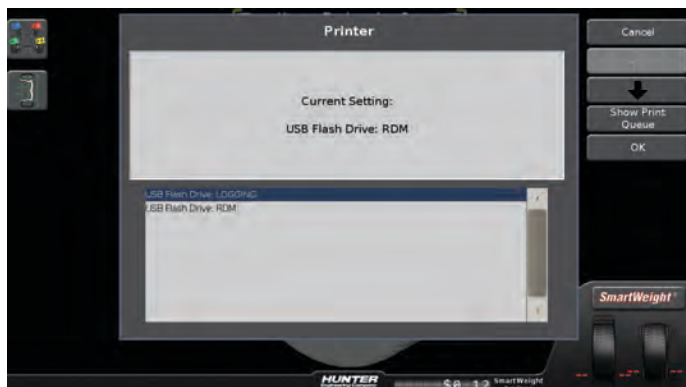 Printer
Cancel
Current Setting:
USB Flash Drive: RDM
Show Print
Queue
OK
USB Flash Drive: LOGGING
USB Flash Drive: RDM
SmartWeight
HUNTER
SmartWeight